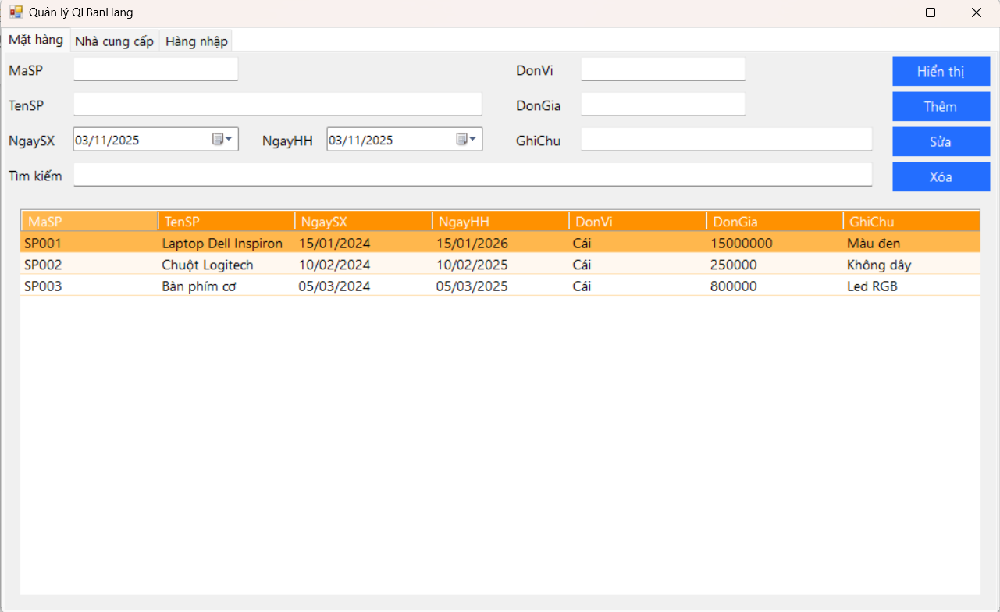 Quản lý QLBanHang
Mặt hàng Nhà cung cấp Hàng nhập
MaSP DonVi Hiển thị
TenSP DonGia Thêm
NgaySX 03/11/2025 NgayHH 03/11/2025 GhiChu Sửa
Tìm kiếm Xóa
MaSP TenSP NgaySX NgayHH DonVi DonGia GhiChu
SP001 Laptop Dell Inspiron 15/01/2024 15/01/2026 Cái 15000000 Màu đen
SP002 Chuột Logitech 10/02/2024 10/02/2025 Cái 250000 Không dây
SP003 Bàn phím cơ 05/03/2024 05/03/2025 Cái 800000 Led RGB